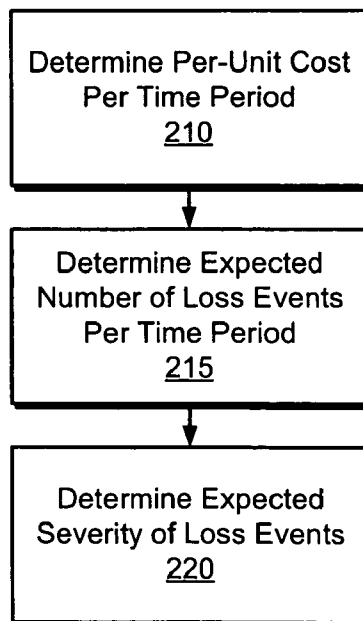 Determine Per-Unit Cost
Per Time Period
210
Determine Expected
Number of Loss Events
Per Time Period
215
Determine Expected
Severity of Loss Events
220